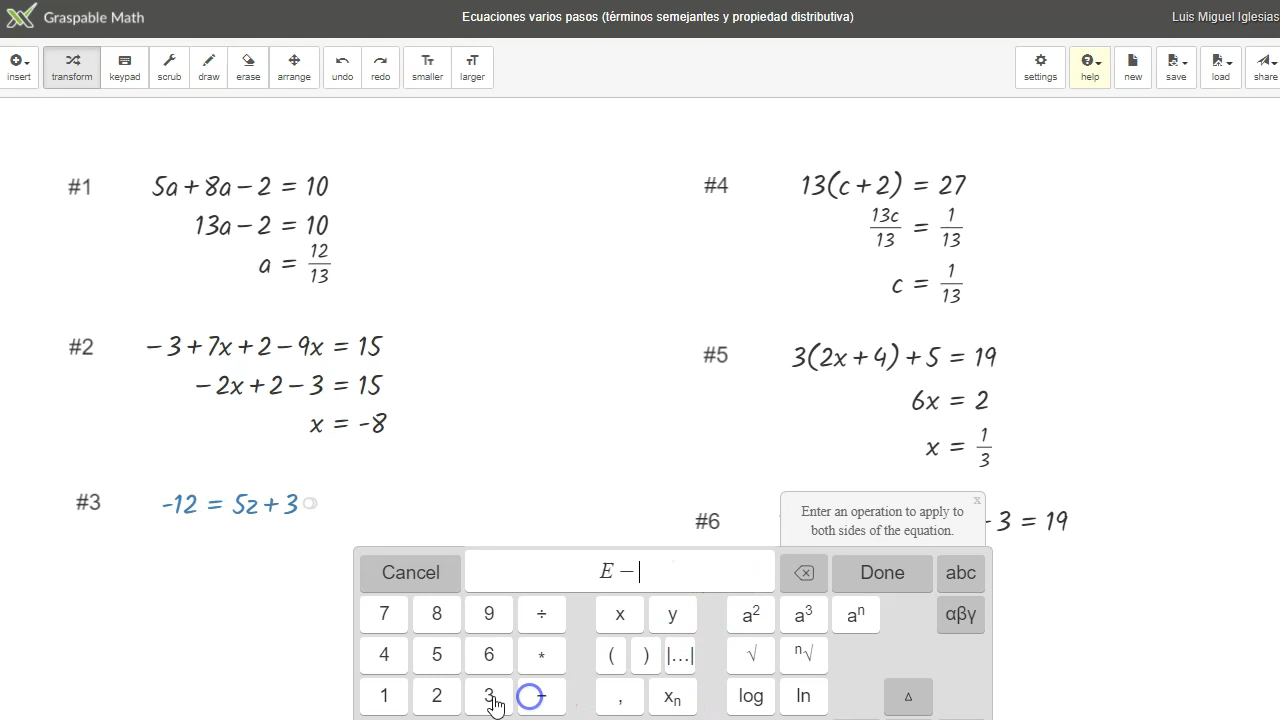 Graspable Math
Ecuaciones varios pasos (términos semejantes y propiedad distributiva)
Luis Miguel Iglesias
insert transform keypad scrub draw erase arrange undo redo smaller larger settings help new save load share
#1 5a + 8a − 2 = 10
13a − 2 = 10
a = 12/13
#2 − 3 + 7x + 2 − 9x = 15
− 2x + 2 − 3 = 15
x = -8
#3 -12 = 5z + 3
#4 13(c + 2) = 27
13c/13 = 1/13
c = 1/13
#5 3(2x + 4) + 5 = 19
6x = 2
x = 1/3
#6 - 3 = 19
x
Enter an operation to apply to
both sides of the equation.
Cancel E − Done abc
7 8 9 ÷ x y a² a³ aⁿ αβγ
4 5 6 * ( ) |...| √ ⁿ√
1 2 3 − , xₙ log ln Δ